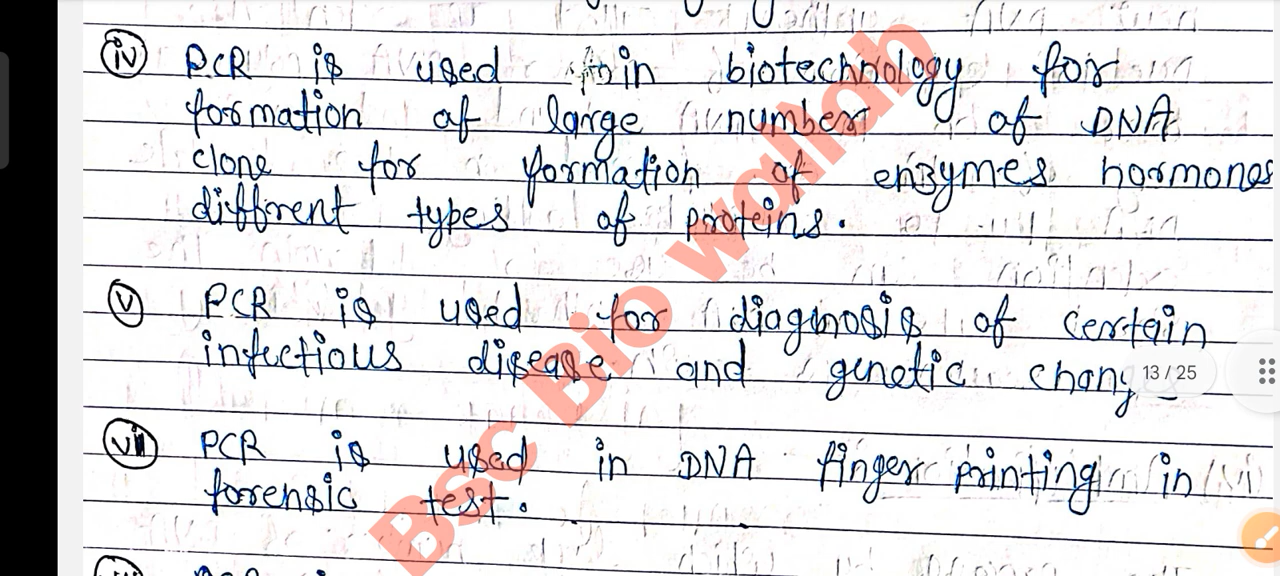 (iv) PCR is used in biotechnology for
formation of large number of DNA
clone for formation of enzymes hormones
diffrent types of proteins.
(v) PCR is used for diagnosis of certain
infectious disease and genetic
13 / 25
(vi) PCR is used in DNA finger printing in
forensic test.
Bsc Bio wallah